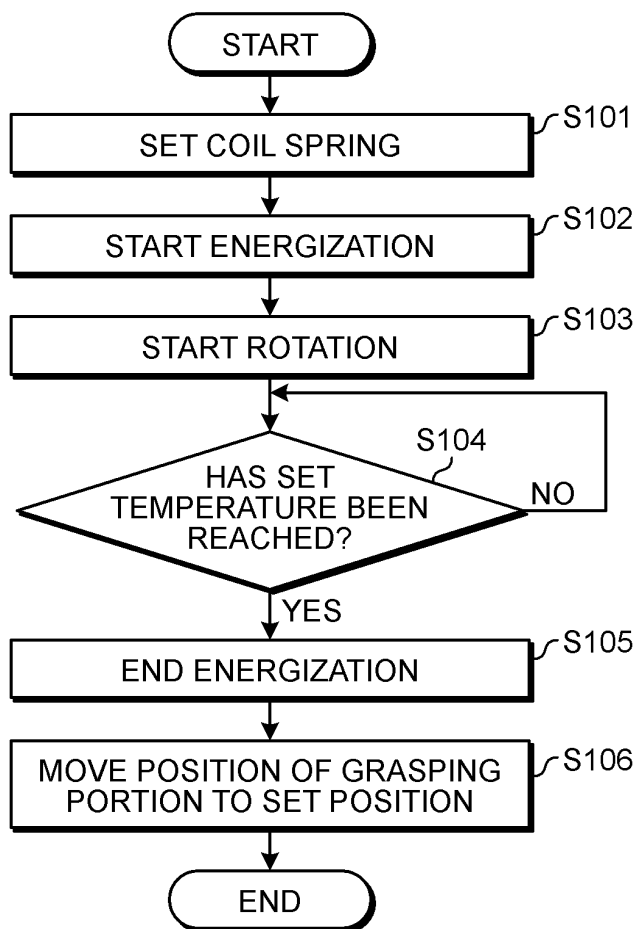 START
SET COIL SPRING
S101
START ENERGIZATION
S102
START ROTATION
S103
S104
HAS SET
TEMPERATURE BEEN
REACHED?
NO
YES
END ENERGIZATION
S105
MOVE POSITION OF GRASPING
PORTION TO SET POSITION
S106
END